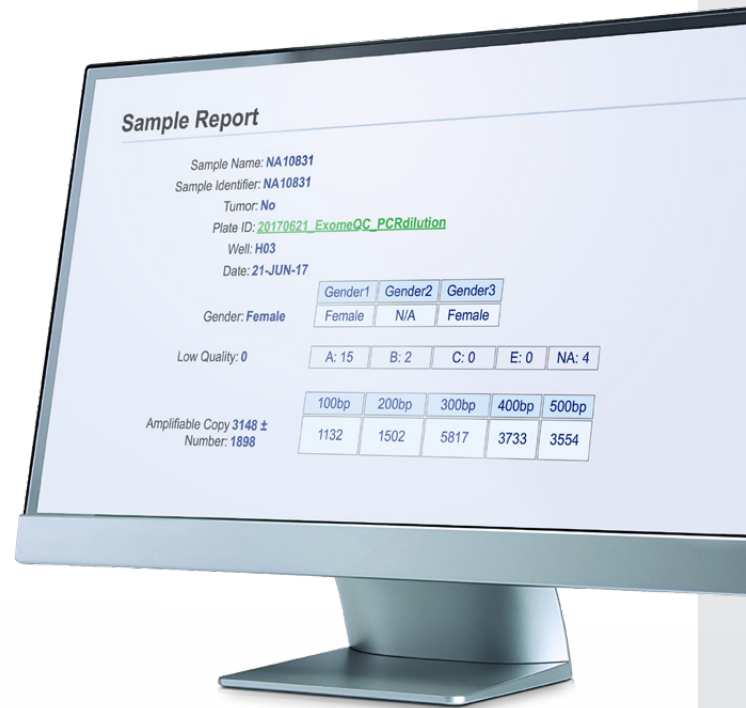 Sample Report
Sample Name: NA10831
Sample Identifier: NA10831
Tumor: No
Plate ID: 20170621_ExomeQC_PCRdilution
Well: H03
Date: 21-JUN-17
Gender1 Gender2 Gender3
Gender: Female Female N/A Female
Low Quality: 0 A: 15 B: 2 C: 0 E: 0 NA: 4
100bp 200bp 300bp 400bp 500bp
Amplifiable Copy 3148 ±
Number: 1898 1132 1502 5817 3733 3554